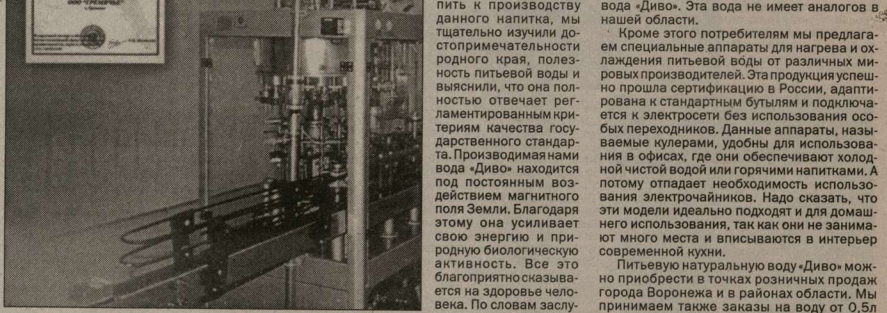 пить к производству
данного напитка, мы
тщательно изучили до-
стопримечательности
родного края, полез-
ность питьевой воды и
выяснили, что она пол-
ностью отвечает рег-
ламентированным кри-
териям качества госу-
дарственного стандар-
та. Производимая нами
вода «Диво» находится
под постоянным воз-
действием магнитного
поля Земли. Благодаря
этому она усиливает
свою энергию и при-
родную биологическую
активность. Все это
благоприятно сказыва-
ется на здоровье чело-
века. По словам заслу-
вода «Диво». Эта вода не имеет аналогов в
нашей области.
Кроме этого потребителям мы предлага-
ем специальные аппараты для нагрева и ох-
лаждения питьевой воды от различных ми-
ровых производителей. Эта продукция успеш-
но прошла сертификацию в России, адапти-
рована к стандартным бутылям и подключа-
ется к электросети без использования осо-
бых переходников. Данные аппараты, назы-
ваемые кулерами, удобны для использова-
ния в офисах, где они обеспечивают холод-
ной чистой водой или горячими напитками. А
потому отпадает необходимость использо-
вания электрочайников. Надо сказать, что
эти модели идеально подходят и для домаш-
него использования, так как они не занима-
ют много места и вписываются в интерьер
современной кухни.
Питьевую натуральную воду «Диво» мож-
но приобрести в точках розничных продаж
города Воронежа и в районах области. Мы
принимаем также заказы на воду от 0,5л